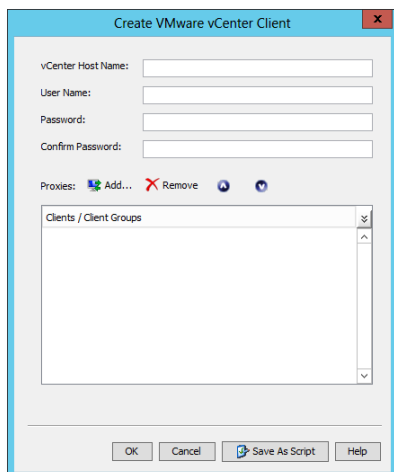 Create VMware vCenter Client
x
vCenter Host Name:
User Name:
Password:
Confirm Password:
Proxies: Add... Remove
Clients / Client Groups
OK Cancel Save As Script Help